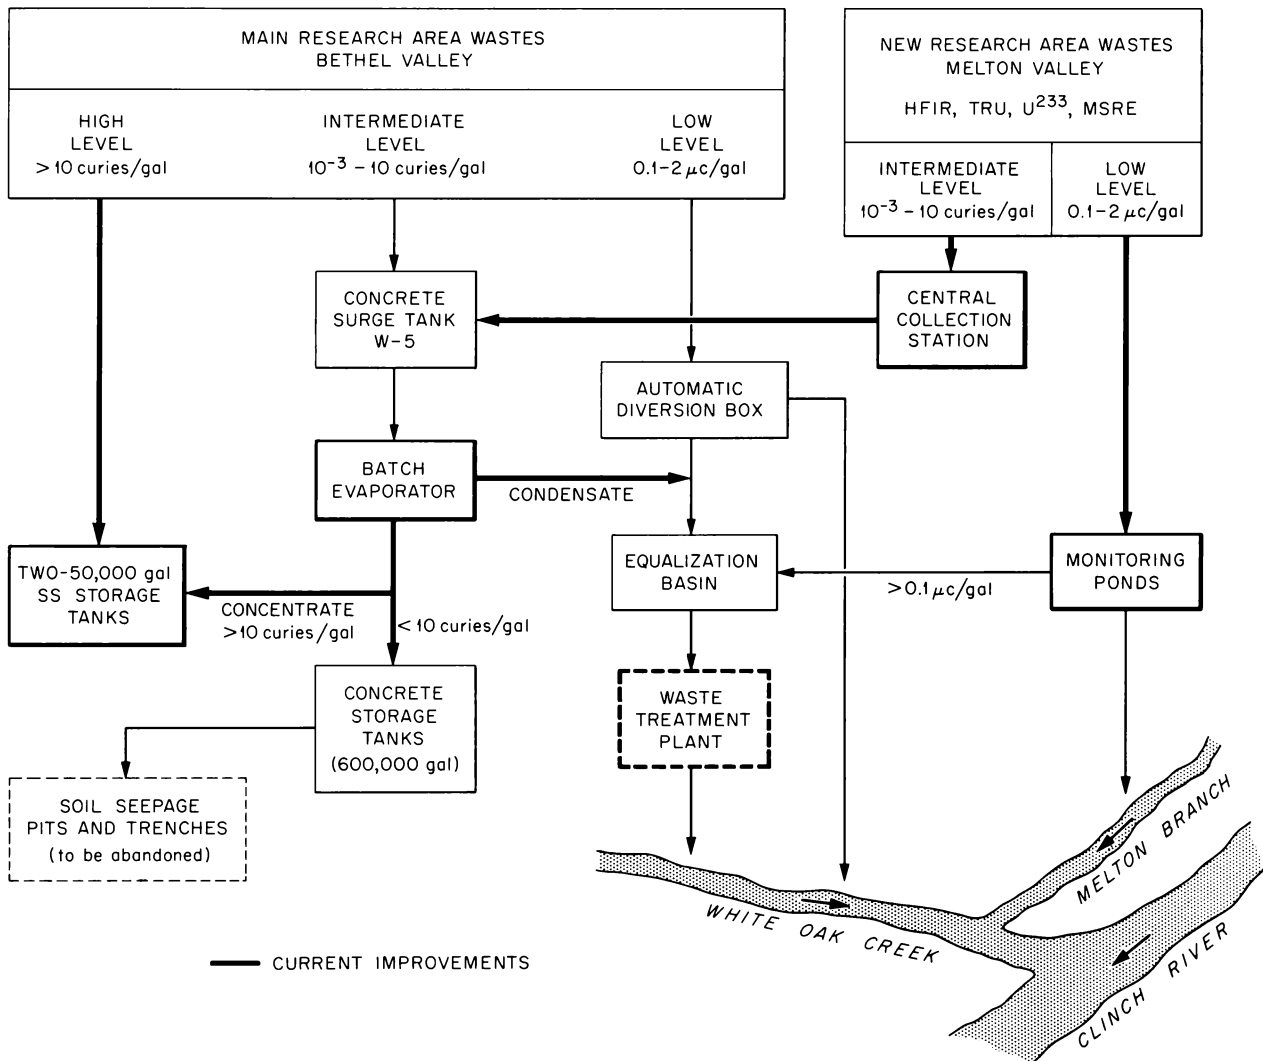 MAIN RESEARCH AREA WASTES
BETHEL VALLEY
HIGH
LEVEL
> 10 curies/gal
INTERMEDIATE
LEVEL
10⁻³ – 10 curies/gal
LOW
LEVEL
0.1–2 μc/gal
NEW RESEARCH AREA WASTES
MELTON VALLEY
HFIR, TRU, U²³³, MSRE
INTERMEDIATE
LEVEL
10⁻³ – 10 curies/gal
LOW
LEVEL
0.1–2 μc/gal
CONCRETE
SURGE TANK
W-5
CENTRAL
COLLECTION
STATION
AUTOMATIC
DIVERSION BOX
BATCH
EVAPORATOR
CONDENSATE
TWO-50,000 gal
SS STORAGE
TANKS
CONCENTRATE
>10 curies/gal
< 10 curies/gal
EQUALIZATION
BASIN
>0.1 μc/gal
MONITORING
PONDS
CONCRETE
STORAGE
TANKS
(600,000 gal)
WASTE
TREATMENT
PLANT
SOIL SEEPAGE
PITS AND TRENCHES
(to be abandoned)
WHITE OAK CREEK
MELTON BRANCH
CLINCH RIVER
CURRENT IMPROVEMENTS